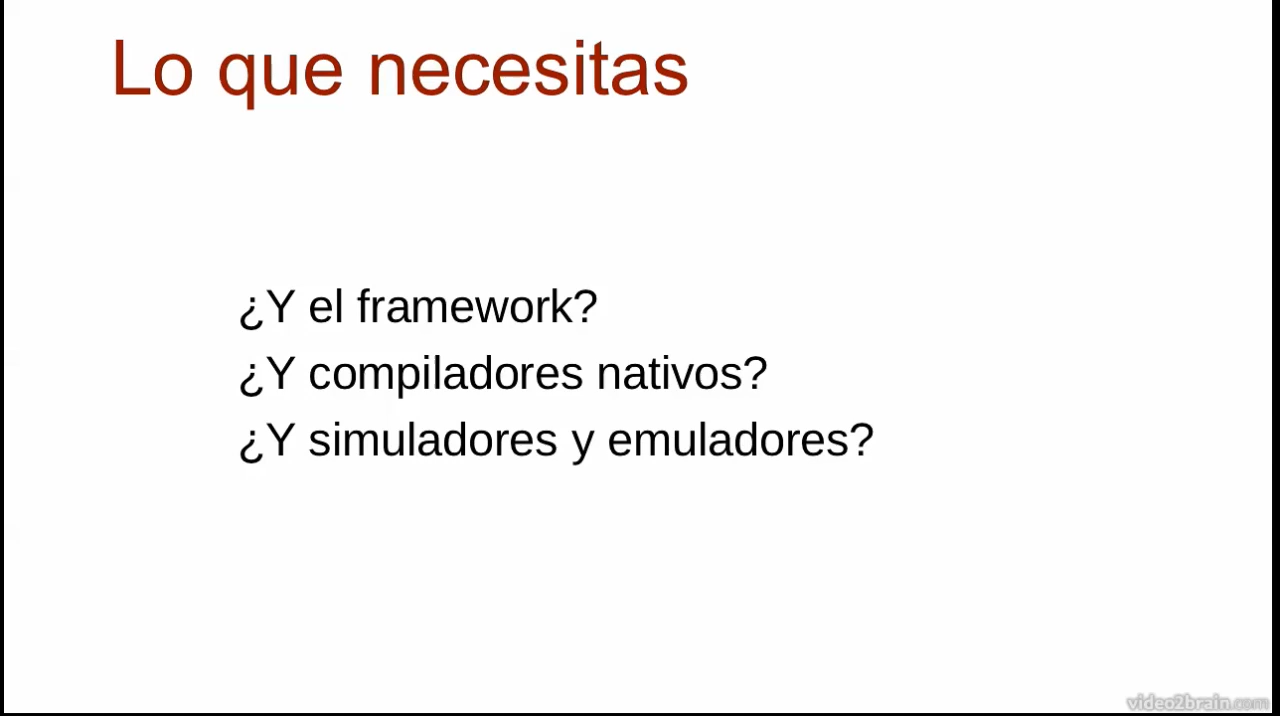 Lo que necesitas
¿Y el framework?
¿Y compiladores nativos?
¿Y simuladores y emuladores?
video2brain.com